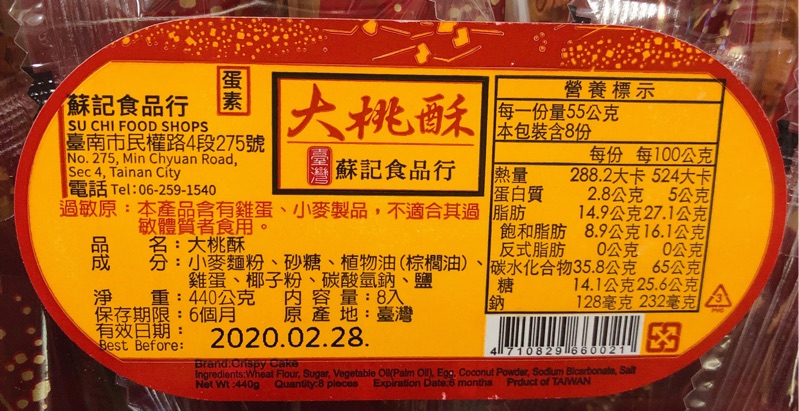 蘇記食品行
蛋素
SU CHI FOOD SHOPS
臺南市民權路4段275號
No. 275, Min Chyuan Road,
Sec 4, Tainan City
電話Tel:06-259-1540
大桃酥
臺灣
蘇記食品行
過敏原：本產品含有雞蛋、小麥製品，不適合其過
敏體質者食用。
品　　名：大桃酥
成　　分：小麥麵粉、砂糖、植物油(棕櫚油)、
雞蛋、椰子粉、碳酸氫鈉、鹽
淨　　重：440公克　內 容 量：8入
保存期限：6個月　原 產 地：臺灣
有效日期：
Best Before: 2020.02.28.
營養標示
每一份量55公克
本包裝含8份
每份 每100公克
熱量 288.2大卡 524大卡
蛋白質 2.8公克 5公克
脂肪 14.9公克 27.1公克
飽和脂肪 8.9公克 16.1公克
反式脂肪 0公克 0公克
碳水化合物 35.8公克 65公克
糖 14.1公克 25.6公克
鈉 128毫克 232毫克
3
4 710829 660021
Brand:Crispy Cake
Ingredients:Wheat Flour, Sugar, Vegetable Oil(Palm Oil), Egg, Coconut Powder, Sodium Bicarbonate, Salt
Net Wt.:440g Quantity:8 pieces Expiration Date:6 months Prduct of TAIWAN